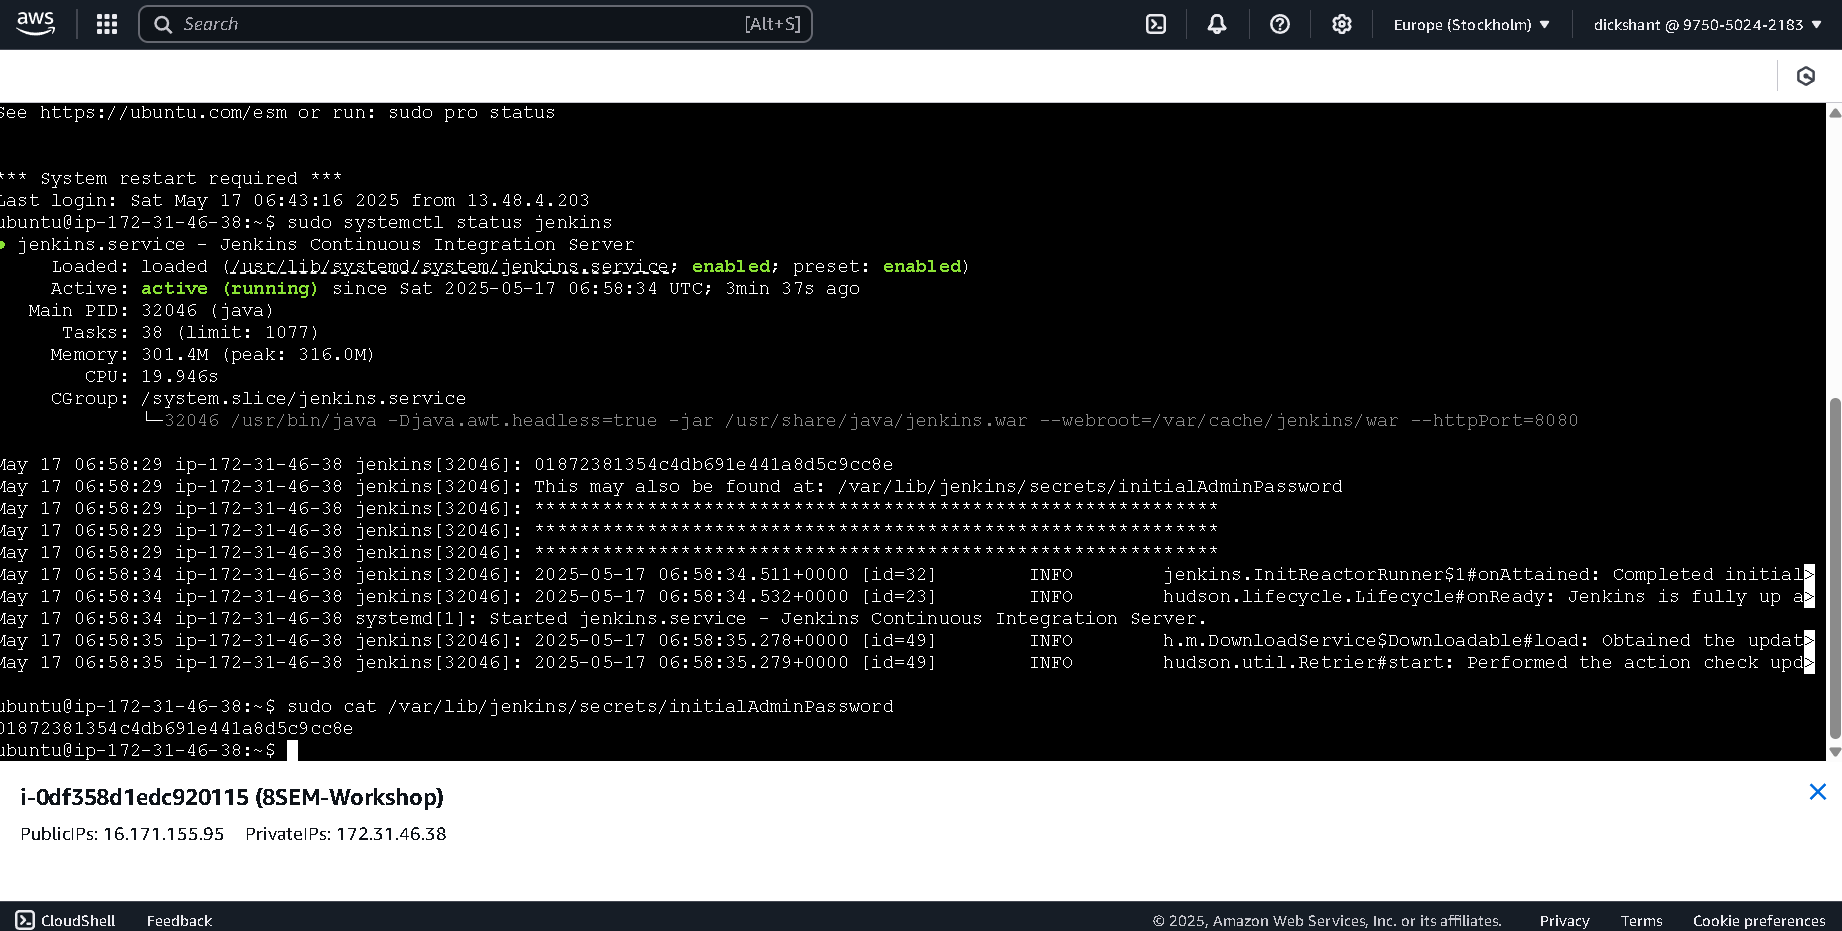 aws
Search [Alt+S]
Europe (Stockholm) ▼
dickshant @ 9750-5024-2183 ▼
See https://ubuntu.com/esm or run: sudo pro status
*** System restart required ***
Last login: Sat May 17 06:43:16 2025 from 13.48.4.203
ubuntu@ip-172-31-46-38:~$ sudo systemctl status jenkins
● jenkins.service - Jenkins Continuous Integration Server
Loaded: loaded (/usr/lib/systemd/system/jenkins.service; enabled; preset: enabled)
Active: active (running) since Sat 2025-05-17 06:58:34 UTC; 3min 37s ago
Main PID: 32046 (java)
Tasks: 38 (limit: 1077)
Memory: 301.4M (peak: 316.0M)
CPU: 19.946s
CGroup: /system.slice/jenkins.service
└─32046 /usr/bin/java -Djava.awt.headless=true -jar /usr/share/java/jenkins.war --webroot=/var/cache/jenkins/war --httpPort=8080
May 17 06:58:29 ip-172-31-46-38 jenkins[32046]: 01872381354c4db691e441a8d5c9cc8e
May 17 06:58:29 ip-172-31-46-38 jenkins[32046]: This may also be found at: /var/lib/jenkins/secrets/initialAdminPassword
May 17 06:58:29 ip-172-31-46-38 jenkins[32046]: *************************************************************
May 17 06:58:29 ip-172-31-46-38 jenkins[32046]: *************************************************************
May 17 06:58:29 ip-172-31-46-38 jenkins[32046]: *************************************************************
May 17 06:58:34 ip-172-31-46-38 jenkins[32046]: 2025-05-17 06:58:34.511+0000 [id=32] INFO jenkins.InitReactorRunner$1#onAttained: Completed initial>
May 17 06:58:34 ip-172-31-46-38 jenkins[32046]: 2025-05-17 06:58:34.532+0000 [id=23] INFO hudson.lifecycle.Lifecycle#onReady: Jenkins is fully up a>
May 17 06:58:34 ip-172-31-46-38 systemd[1]: Started jenkins.service - Jenkins Continuous Integration Server.
May 17 06:58:35 ip-172-31-46-38 jenkins[32046]: 2025-05-17 06:58:35.278+0000 [id=49] INFO h.m.DownloadService$Downloadable#load: Obtained the updat>
May 17 06:58:35 ip-172-31-46-38 jenkins[32046]: 2025-05-17 06:58:35.279+0000 [id=49] INFO hudson.util.Retrier#start: Performed the action check upd>
ubuntu@ip-172-31-46-38:~$ sudo cat /var/lib/jenkins/secrets/initialAdminPassword
01872381354c4db691e441a8d5c9cc8e
ubuntu@ip-172-31-46-38:~$
i-0df358d1edc920115 (8SEM-Workshop)
PublicIPs: 16.171.155.95 PrivateIPs: 172.31.46.38
CloudShell Feedback © 2025, Amazon Web Services, Inc. or its affiliates. Privacy Terms Cookie preferences